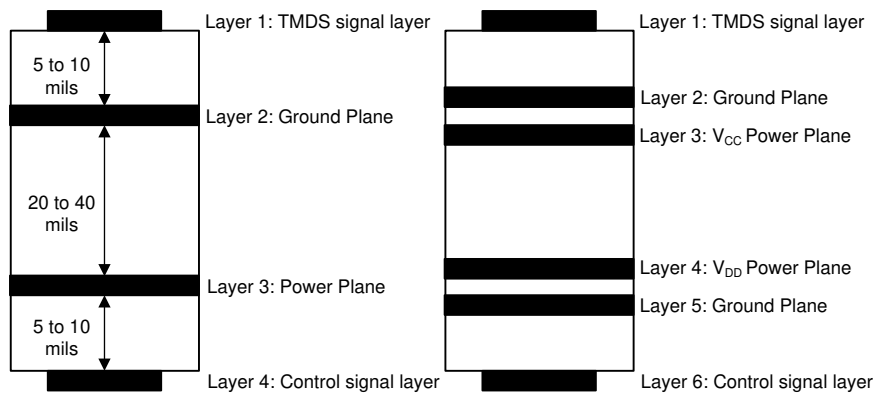 Layer 1: TMDS signal layer
5 to 10
mils
Layer 2: Ground Plane
20 to 40
mils
Layer 3: Power Plane
5 to 10
mils
Layer 4: Control signal layer
Layer 1: TMDS signal layer
Layer 2: Ground Plane
Layer 3: VCC Power Plane
Layer 4: VDD Power Plane
Layer 5: Ground Plane
Layer 6: Control signal layer